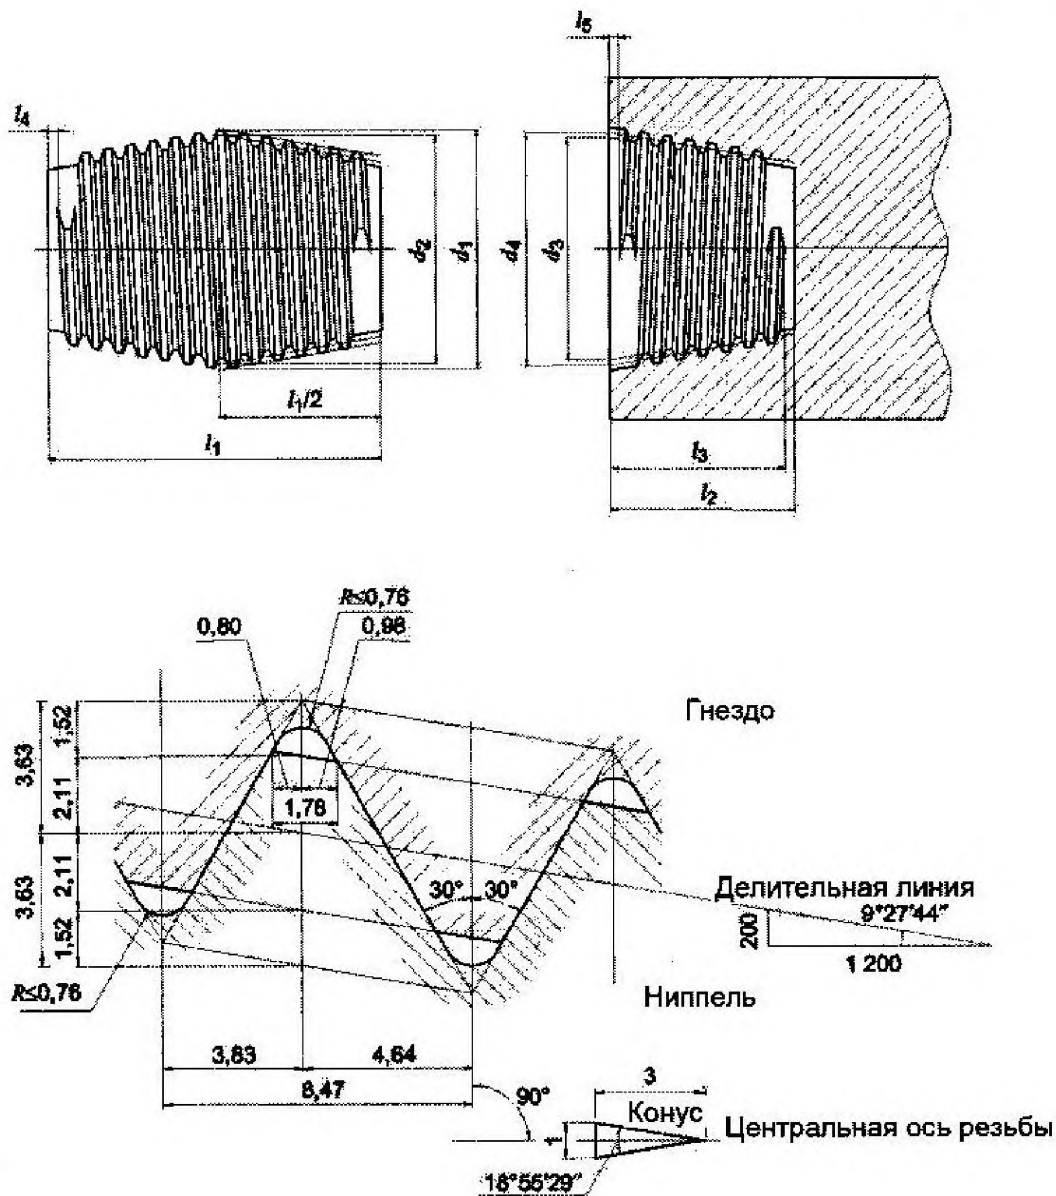 l5
l4
d2
d1
d4
d3
l1/2
l1
l3
l2
R≤0,76
0,80
0,98
Гнездо
3,63
1,52
2,11
1,78
3,63
2,11
1,52
30°
30°
Делительная линия
9°27'44"
200
1 200
R≤0,76
Ниппель
3,83
4,64
8,47
90°
3
Конус
1
Центральная ось резьбы
18°55'29"